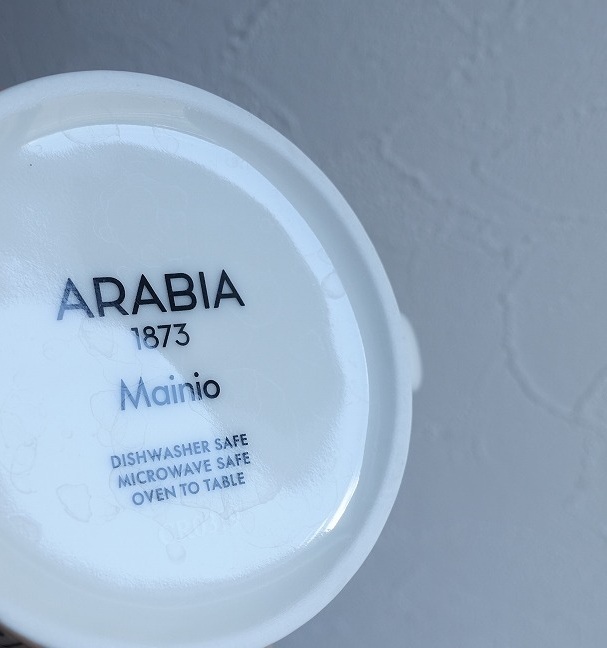 ARABIA
1873
Mainio
DISHWASHER SAFE
MICROWAVE SAFE
OVEN TO TABLE